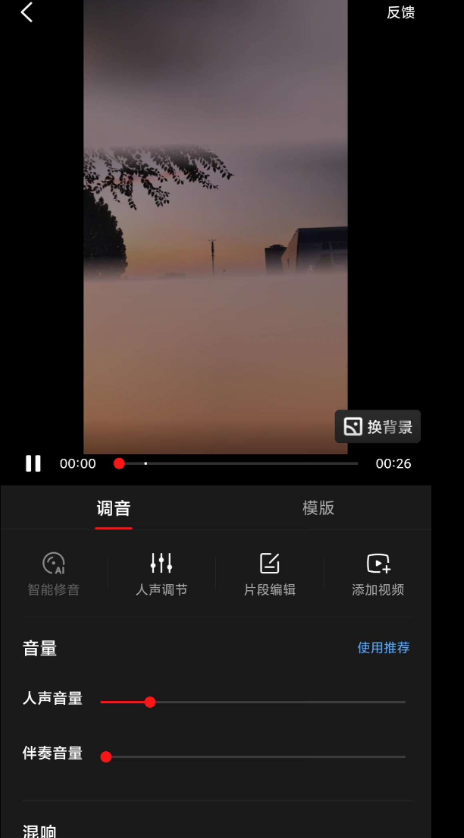 反馈
换背景
00:00
00:26
调音 模版
Ai
智能修音 人声调节 片段编辑 添加视频
音量 使用推荐
人声音量
伴奏音量
混响